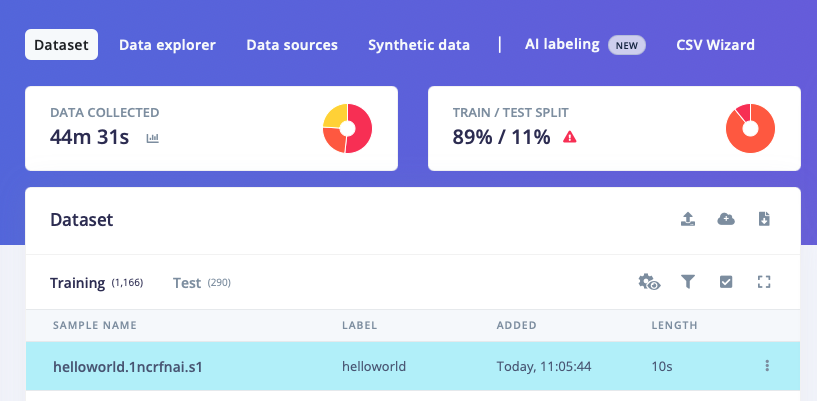 Dataset Data explorer Data sources Synthetic data | AI labeling NEW CSV Wizard
DATA COLLECTED
44m 31s
TRAIN / TEST SPLIT
89% / 11%
Dataset
Training (1,166) Test (290)
SAMPLE NAME LABEL ADDED LENGTH
helloworld.1ncrfnai.s1 helloworld Today, 11:05:44 10s